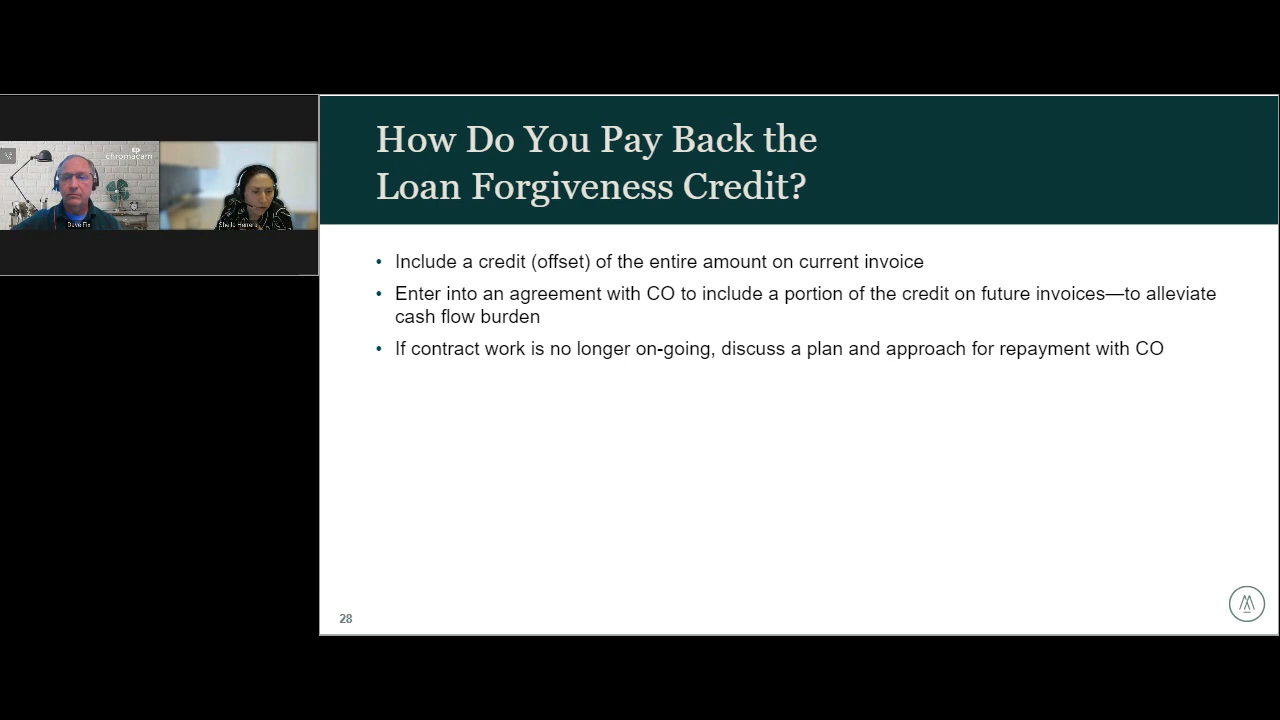 chromacam
Dave Fix
How Do You Pay Back the
Loan Forgiveness Credit?
• Include a credit (offset) of the entire amount on current invoice
• Enter into an agreement with CO to include a portion of the credit on future invoices—to alleviate
cash flow burden
• If contract work is no longer on-going, discuss a plan and approach for repayment with CO
28